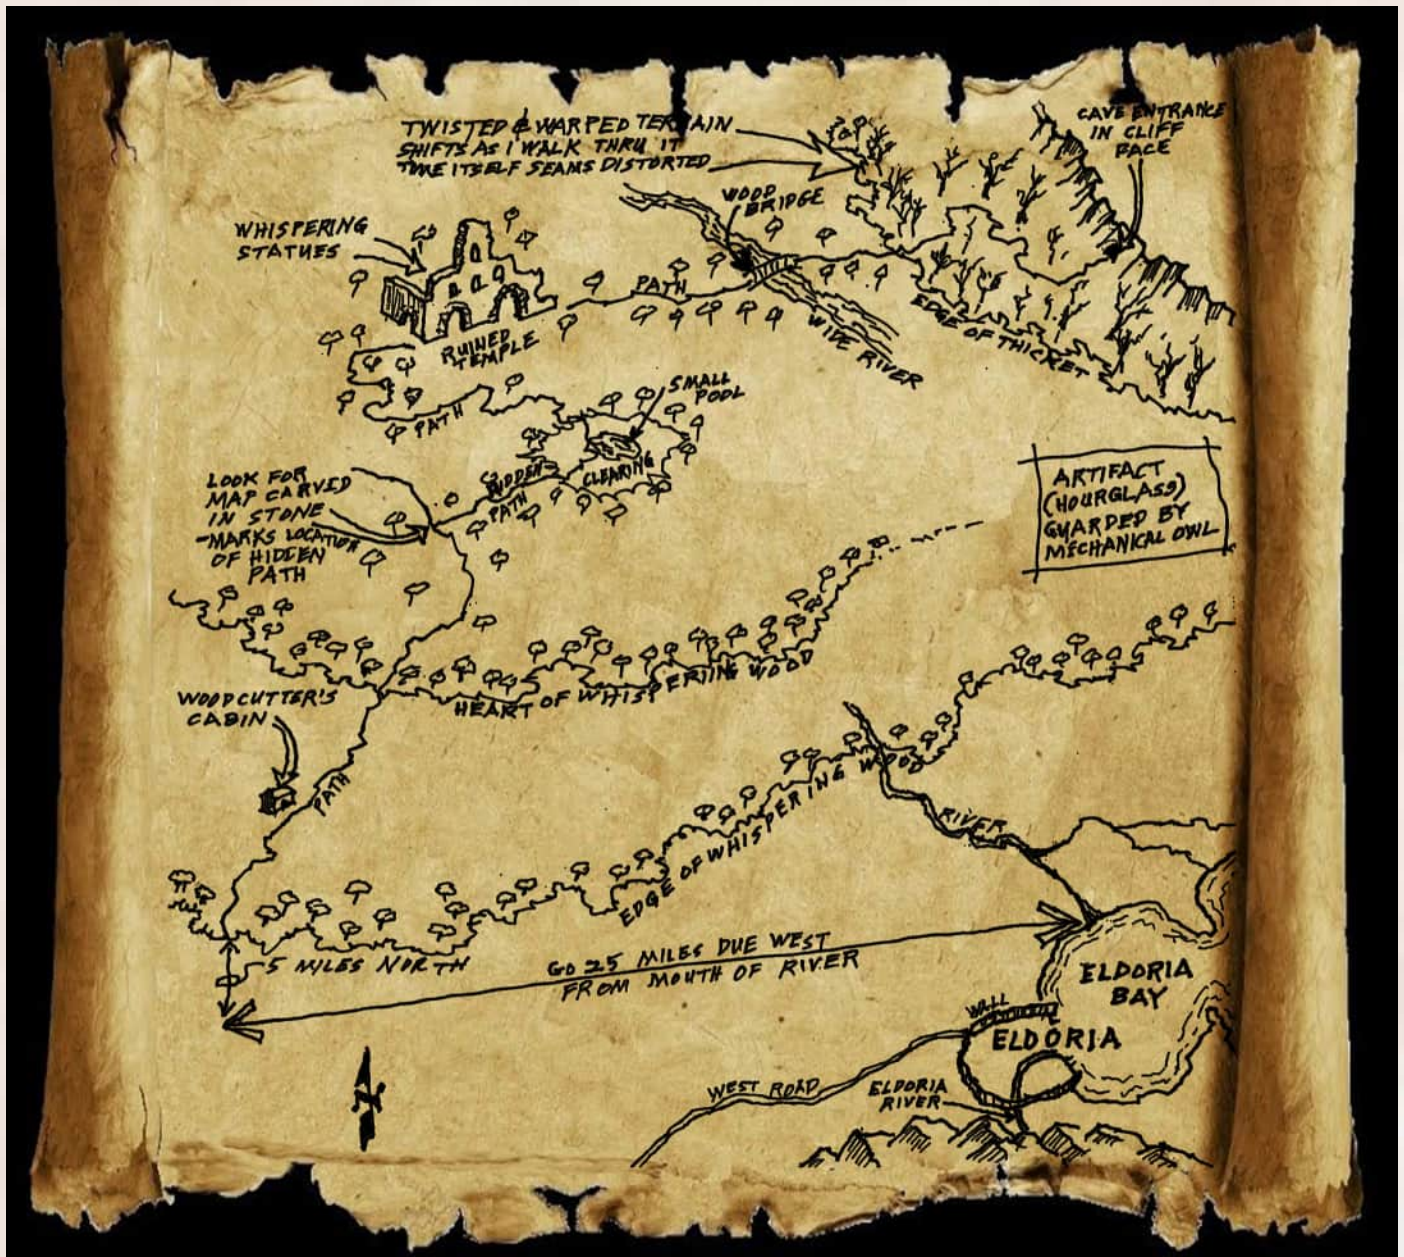 TWISTED & WARPED TERRAIN
SHIFTS AS I WALK THRU IT
TIME ITSELF SEAMS DISTORTED
CAVE ENTRANCE
IN CLIFF
FACE
WOOD
BRIDGE
WHISPERING
STATUES
PATH
WIDE RIVER
EDGE OF THICKET
RUINED
TEMPLE
SMALL
POOL
PATH
HIDDEN
PATH
CLEARING
LOOK FOR
MAP CARVED
IN STONE
-MARKS LOCATION
OF HIDDEN
PATH
ARTIFACT
(HOURGLASS)
GUARDED BY
MECHANICAL OWL
HEART OF WHISPERIING WOOD
WOODCUTTER'S
CABIN
PATH
EDGE OF WHISPERING WOOD
RIVER
5 MILES NORTH
GO 25 MILES DUE WEST
FROM MOUTH OF RIVER
ELDORIA
BAY
WALL
ELDORIA
WEST ROAD
ELDORIA
RIVER